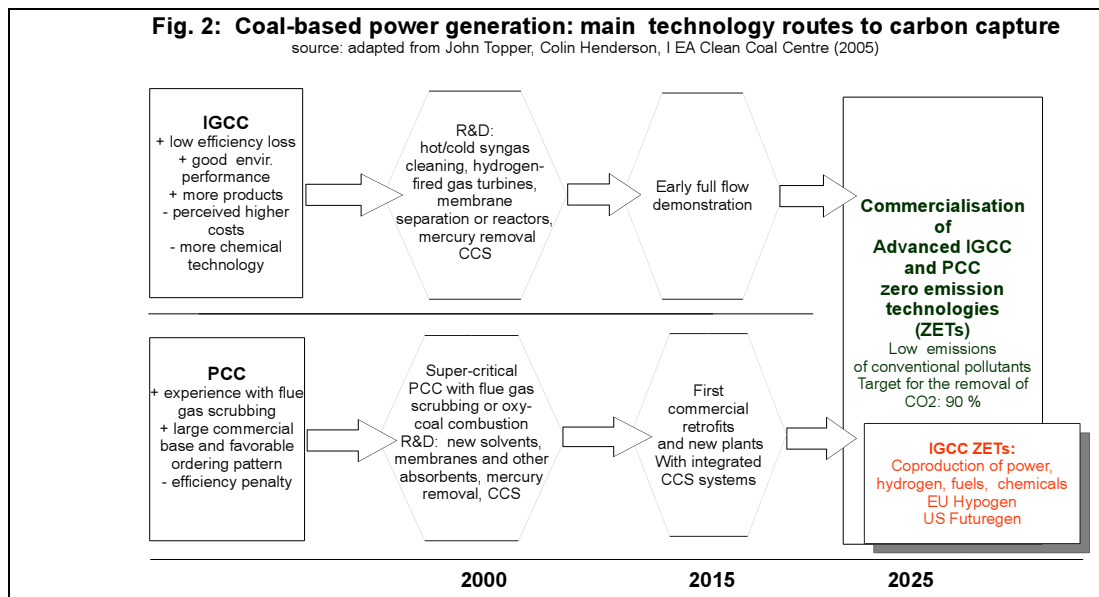 Fig. 2: Coal-based power generation: main technology routes to carbon capture
source: adapted from John Topper, Colin Henderson, I EA Clean Coal Centre (2005)
IGCC
+ low efficiency loss
+ good envir.
performance
+ more products
- perceived higher
costs
- more chemical
technology
R&D:
hot/cold syngas
cleaning, hydrogen-
fired gas turbines,
membrane
separation or reactors,
mercury removal
CCS
Early full flow
demonstration
PCC
+ experience with flue
gas scrubbing
+ large commercial
base and favorable
ordering pattern
- efficiency penalty
Super-critical
PCC with flue gas
scrubbing or oxy-
coal combustion
R&D: new solvents,
membranes and other
absorbents, mercury
removal, CCS
First
commercial
retrofits
and new plants
With integrated
CCS systems
Commercialisation
of
Advanced IGCC
and PCC
zero emission
technologies
(ZETs)
Low emissions
of conventional pollutants
Target for the removal of
CO2: 90 %
IGCC ZETs:
Coproduction of power,
hydrogen, fuels, chemicals
EU Hypogen
US Futuregen
2000
2015
2025